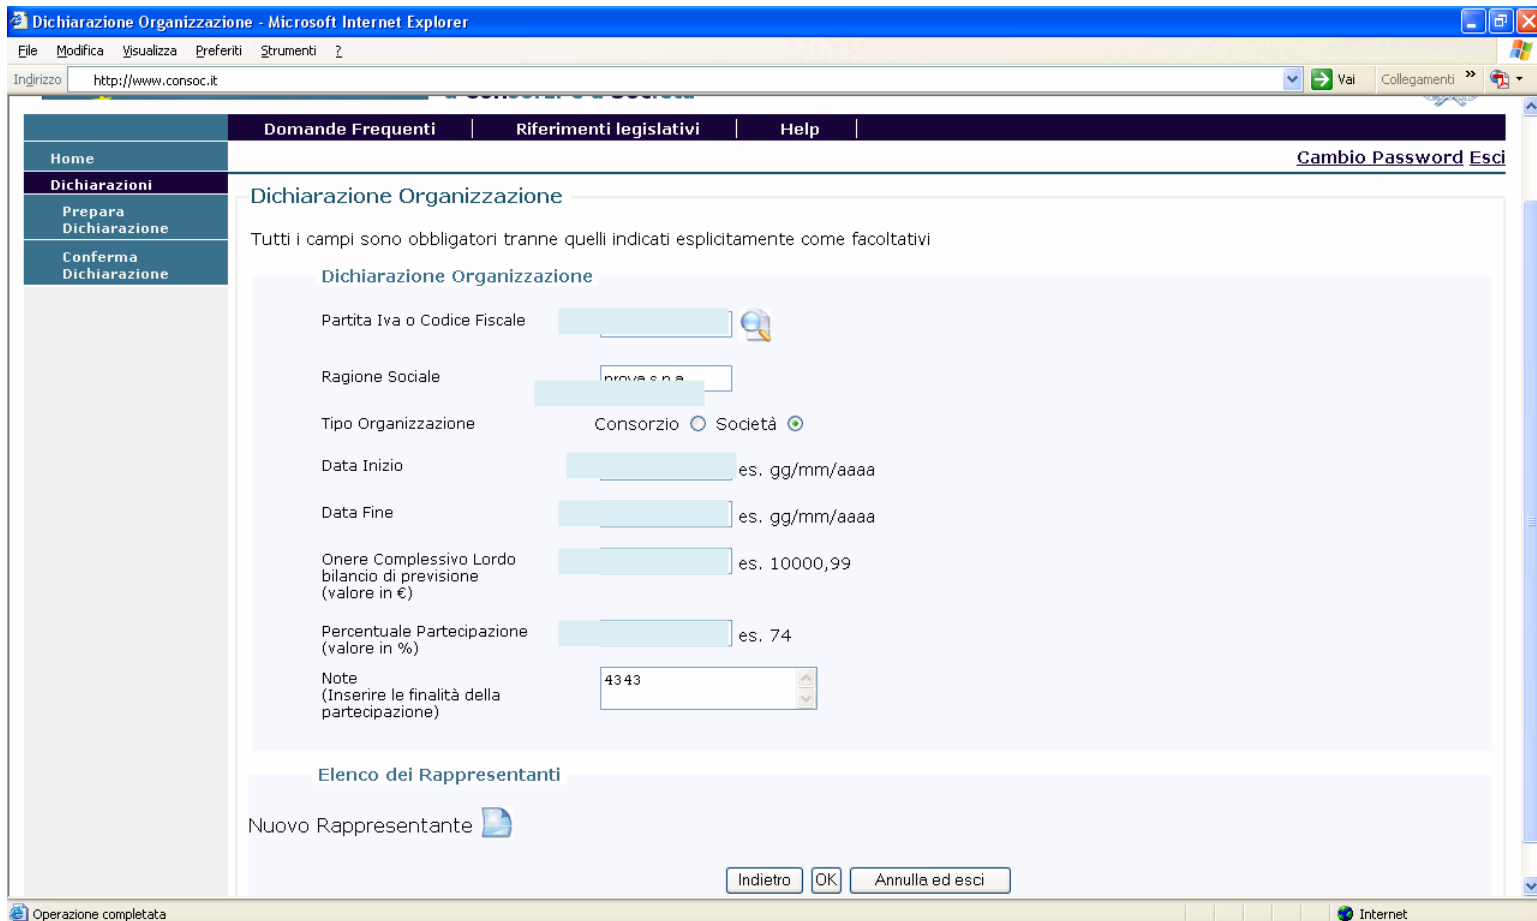 Dichiarazione Organizzazione - Microsoft Internet Explorer
File Modifica Visualizza Preferiti Strumenti ?
Indirizzo http://www.consoc.it Vai Collegamenti »
a Consorzi e a Società
Domande Frequenti Riferimenti legislativi Help
Home
Cambio Password Esci
Dichiarazioni
Prepara
Dichiarazione
Conferma
Dichiarazione
Dichiarazione Organizzazione
Tutti i campi sono obbligatori tranne quelli indicati esplicitamente come facoltativi
Dichiarazione Organizzazione
Partita Iva o Codice Fiscale
Ragione Sociale prova s.p.a.
Tipo Organizzazione Consorzio Società
Data Inizio es. gg/mm/aaaa
Data Fine es. gg/mm/aaaa
Onere Complessivo Lordo
bilancio di previsione
(valore in €)
es. 10000,99
Percentuale Partecipazione
(valore in %)
es. 74
Note
(Inserire le finalità della
partecipazione)
4343
Elenco dei Rappresentanti
Nuovo Rappresentante
Indietro OK Annulla ed esci
Operazione completata Internet